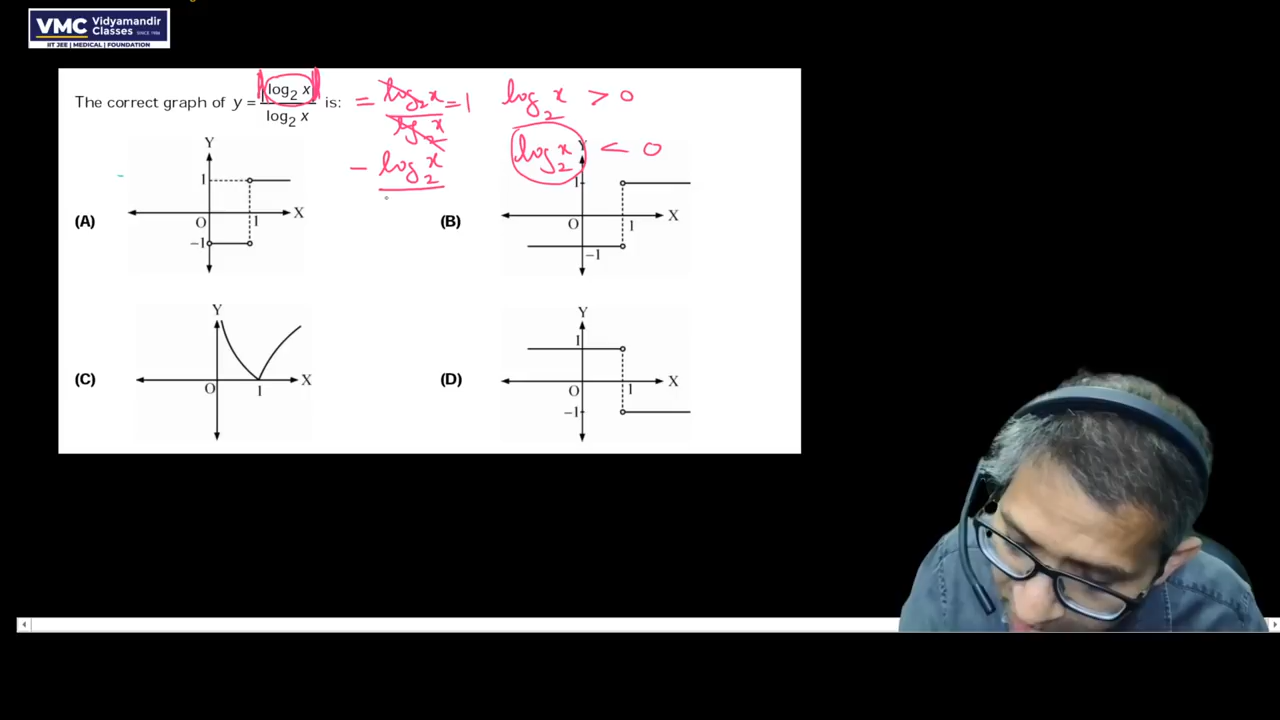 VMC Vidyamandir Classes SINCE 1986
IIT JEE | MEDICAL | FOUNDATION
The correct graph of y = |log₂ x| / log₂ x is:
= log₂ x / log₂ x = 1
log₂ x > 0
− log₂ x
log₂ x < 0
(A)
Y
1
O
1
X
−1
(B)
Y
1
O
1
X
−1
(C)
Y
O
1
X
(D)
Y
1
O
1
X
−1